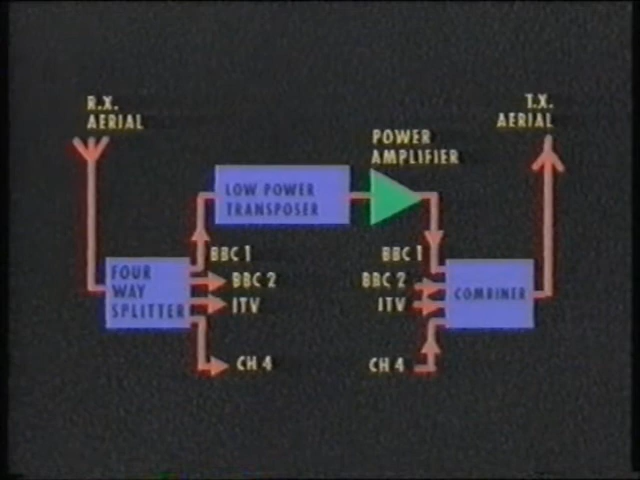 R.X.
AERIAL
T.X.
AERIAL
POWER
AMPLIFIER
LOW POWER
TRANSPOSER
BBC 1
BBC 2
ITV
CH 4
FOUR
WAY
SPLITTER
BBC 1
BBC 2
ITV
CH 4
COMBINER